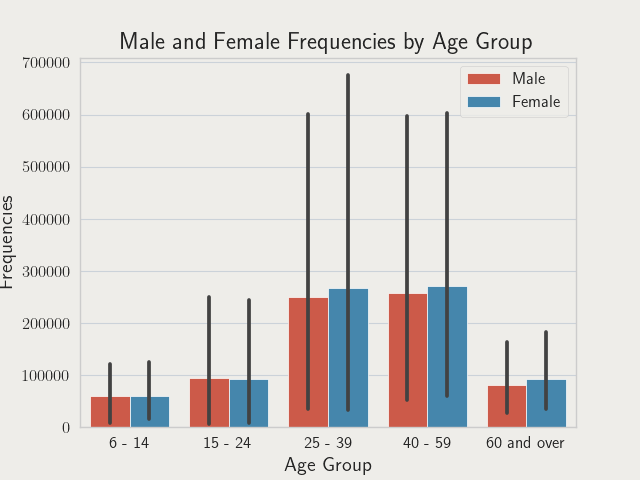 Male and Female Frequencies by Age Group
Male
Female
700000
600000
500000
400000
300000
200000
100000
0
Frequencies
6 - 14
15 - 24
25 - 39
40 - 59
60 and over
Age Group